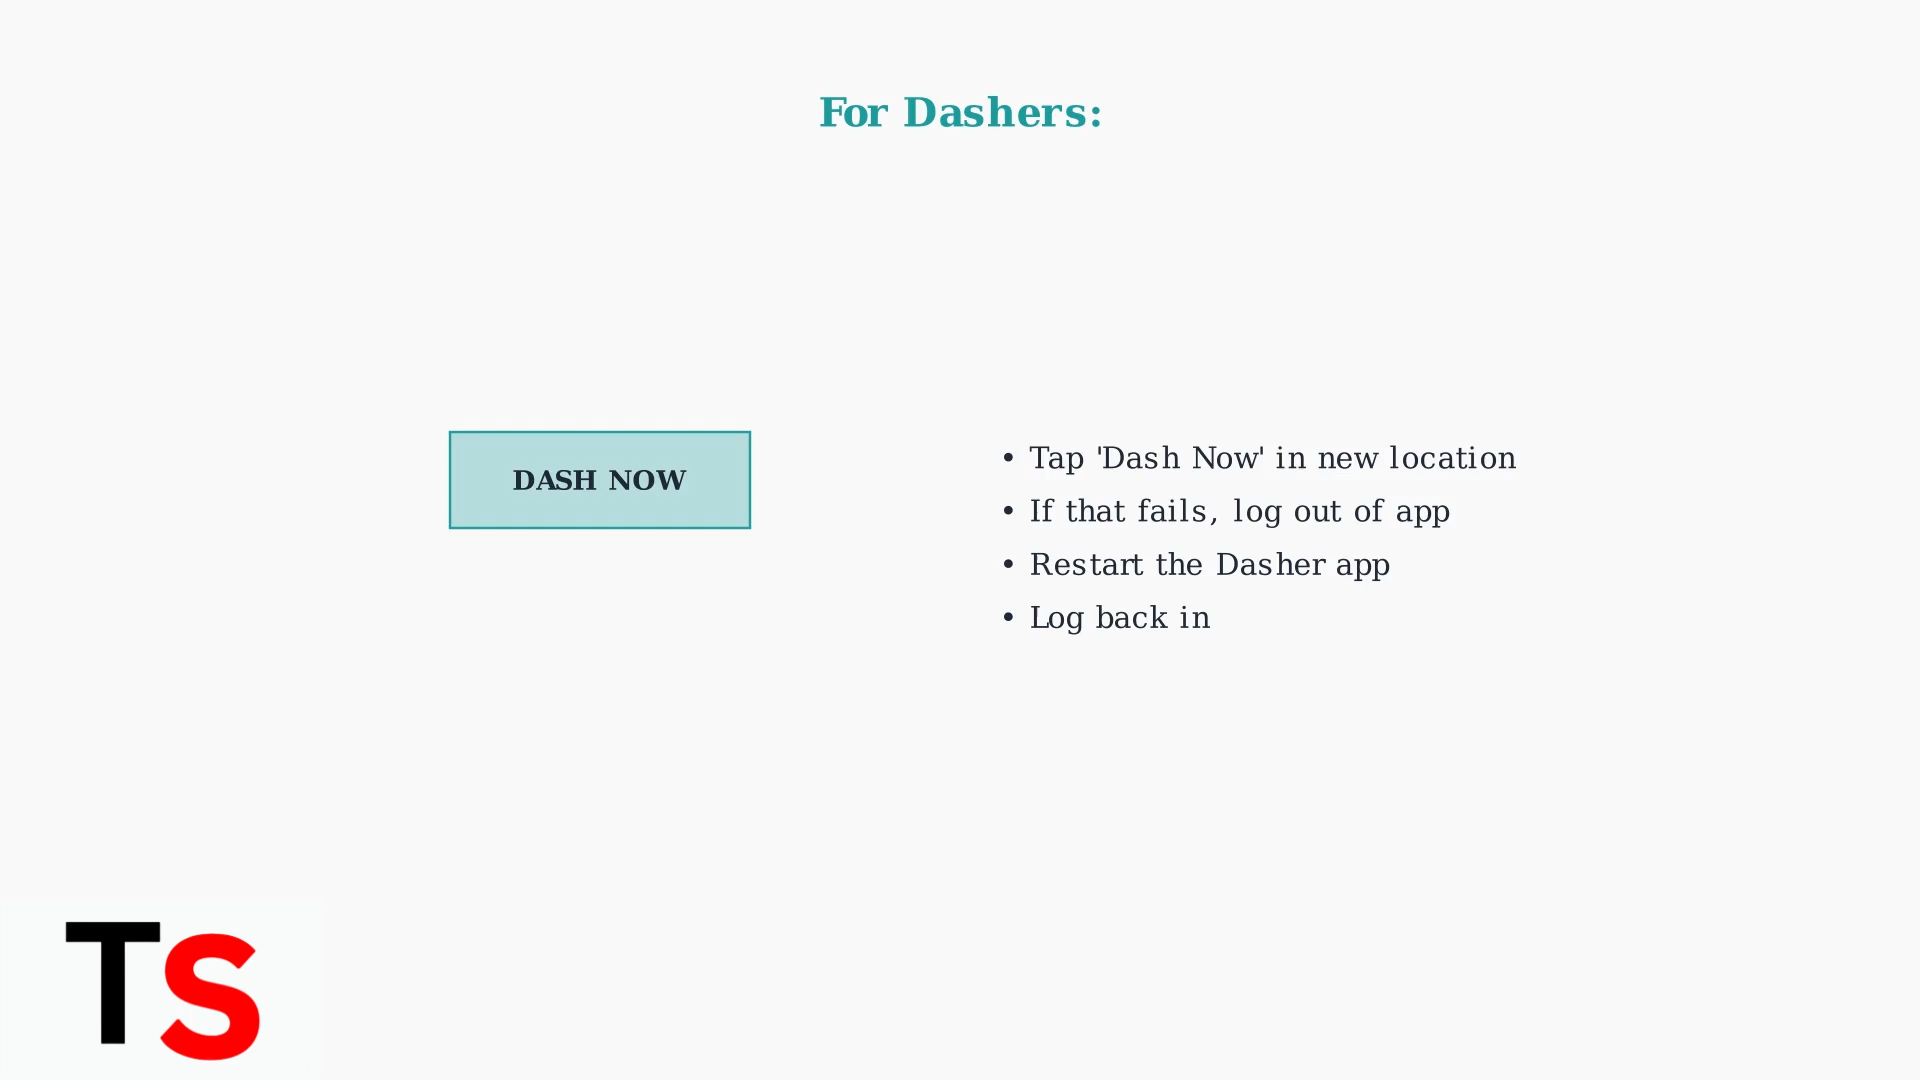 For Dashers:
DASH NOW
• Tap 'Dash Now' in new location
• If that fails, log out of app
• Restart the Dasher app
• Log back in
TS